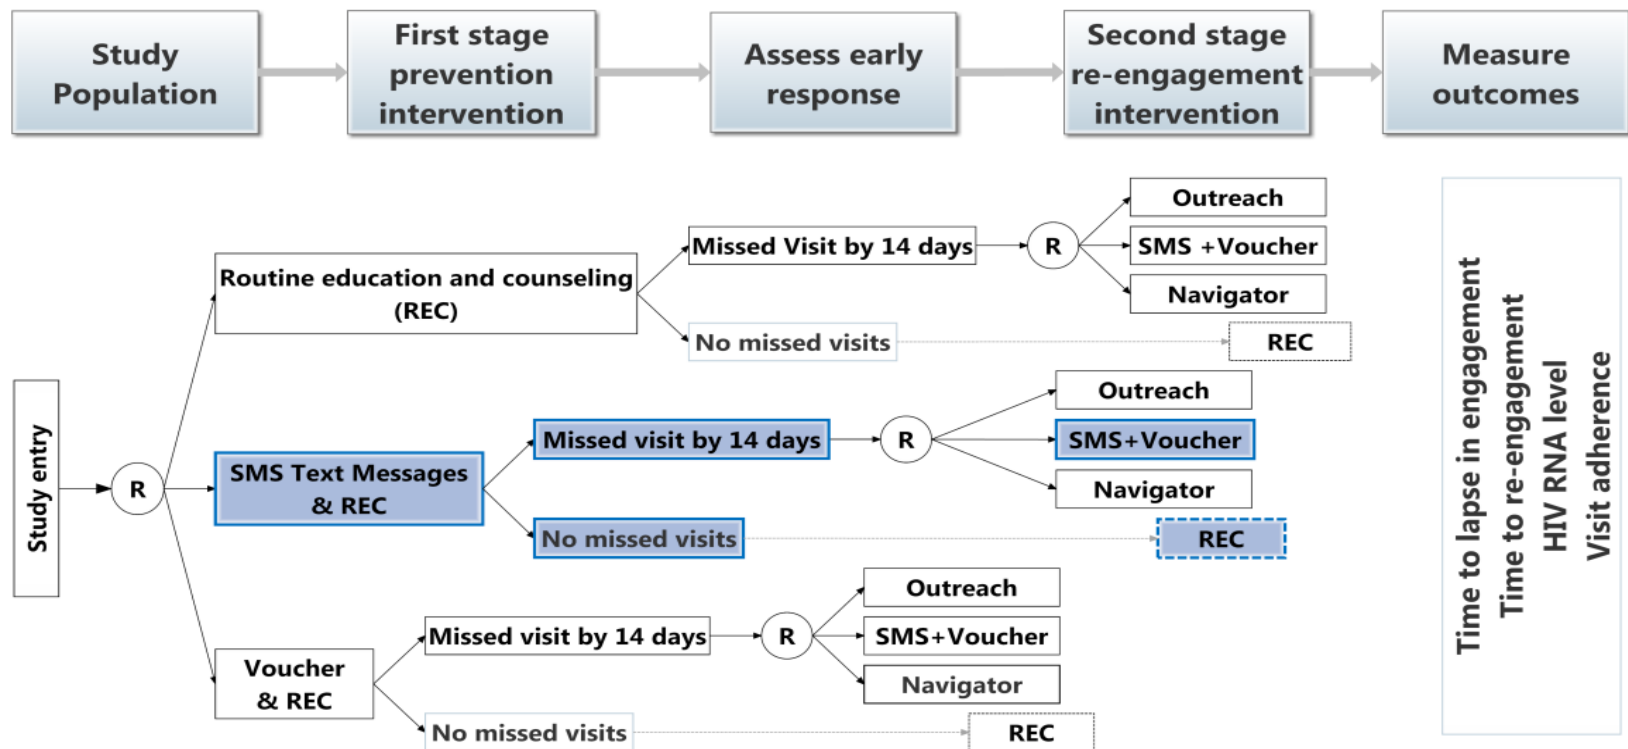 Study
Population
First stage
prevention
intervention
Assess early
response
Second stage
re-engagement
intervention
Measure
outcomes
Study entry
R
Routine education and counseling
(REC)
Missed Visit by 14 days
R
Outreach
SMS +Voucher
Navigator
No missed visits
REC
SMS Text Messages
& REC
Missed visit by 14 days
R
Outreach
SMS+Voucher
Navigator
No missed visits
REC
Voucher
& REC
Missed visit by 14 days
R
Outreach
SMS+Voucher
Navigator
No missed visits
REC
Time to lapse in engagement
Time to re-engagement
HIV RNA level
Visit adherence